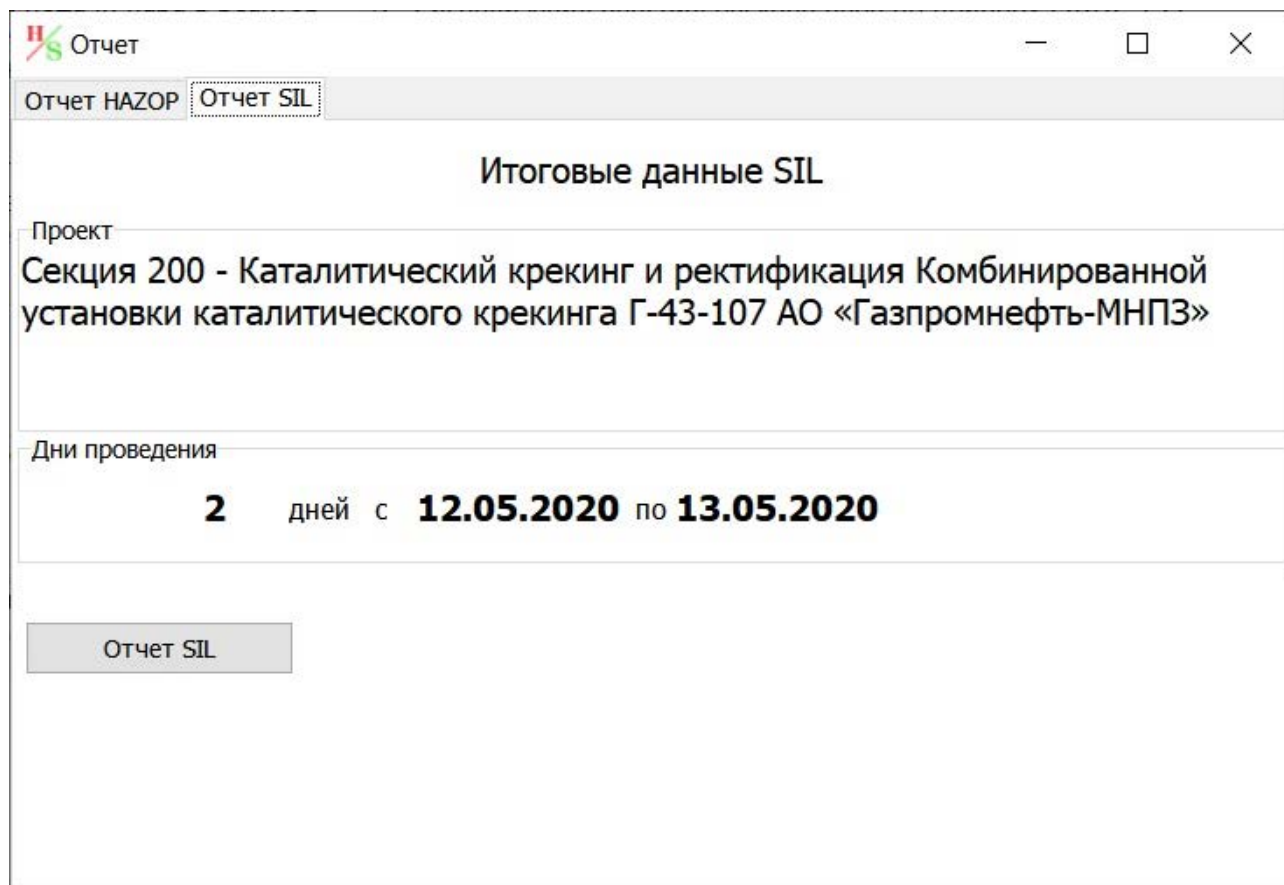 H/S Отчет
Отчет HAZOP Отчет SIL
Итоговые данные SIL
Проект
Секция 200 - Каталитический крекинг и ректификация Комбинированной
установки каталитического крекинга Г-43-107 АО «Газпромнефть-МНПЗ»
Дни проведения
2 дней с 12.05.2020 по 13.05.2020
Отчет SIL